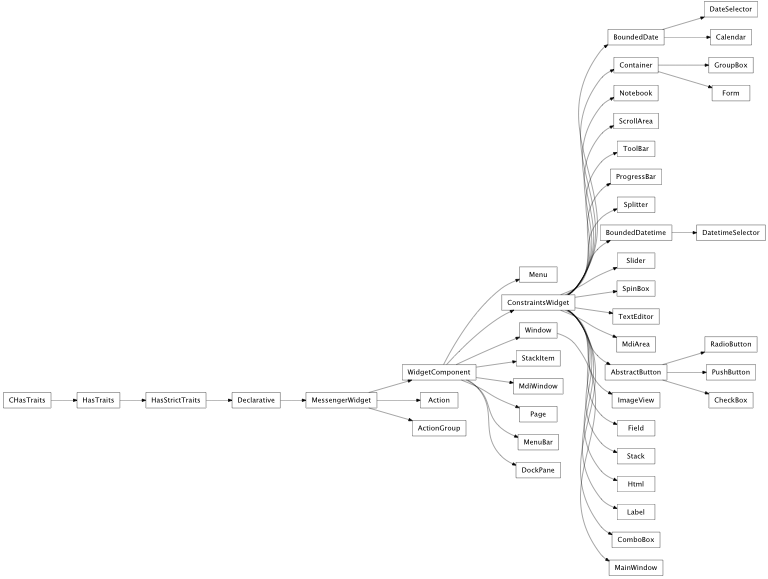 DateSelector
BoundedDate
Calendar
Container
GroupBox
Notebook
Form
ScrollArea
ToolBar
ProgressBar
Splitter
BoundedDatetime
DatetimeSelector
Slider
Menu
SpinBox
ConstraintsWidget
TextEditor
Window
MdiArea
RadioButton
StackItem
WidgetComponent
AbstractButton
PushButton
MdiWindow
CHasTraits
HasTraits
HasStrictTraits
Declarative
MessengerWidget
Action
ImageView
CheckBox
Page
ActionGroup
Field
MenuBar
Stack
DockPane
Html
Label
ComboBox
MainWindow